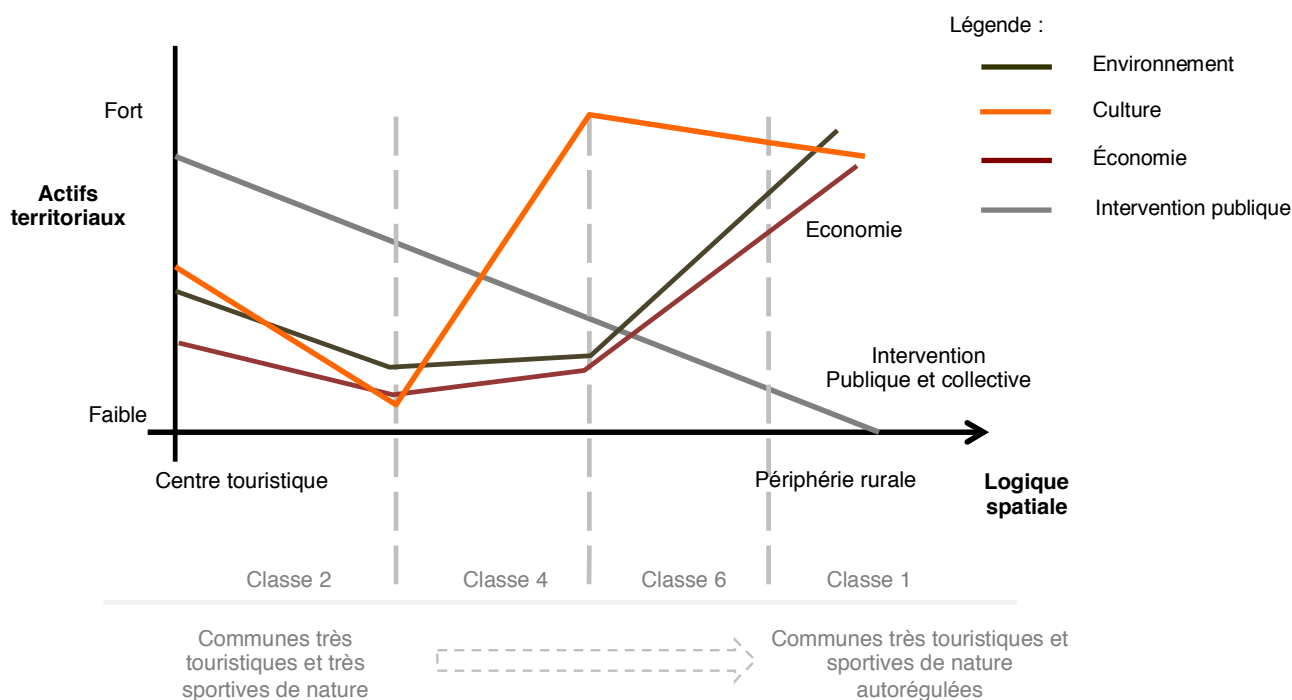 Légende :
Environnement
Culture
Économie
Intervention publique
Fort
Actifs
territoriaux
Economie
Intervention
Publique et collective
Faible
Centre touristique
Périphérie rurale
Logique
spatiale
Classe 2
Classe 4
Classe 6
Classe 1
Communes très
touristiques et très
sportives de nature
Communes très touristiques et
sportives de nature
autorégulées